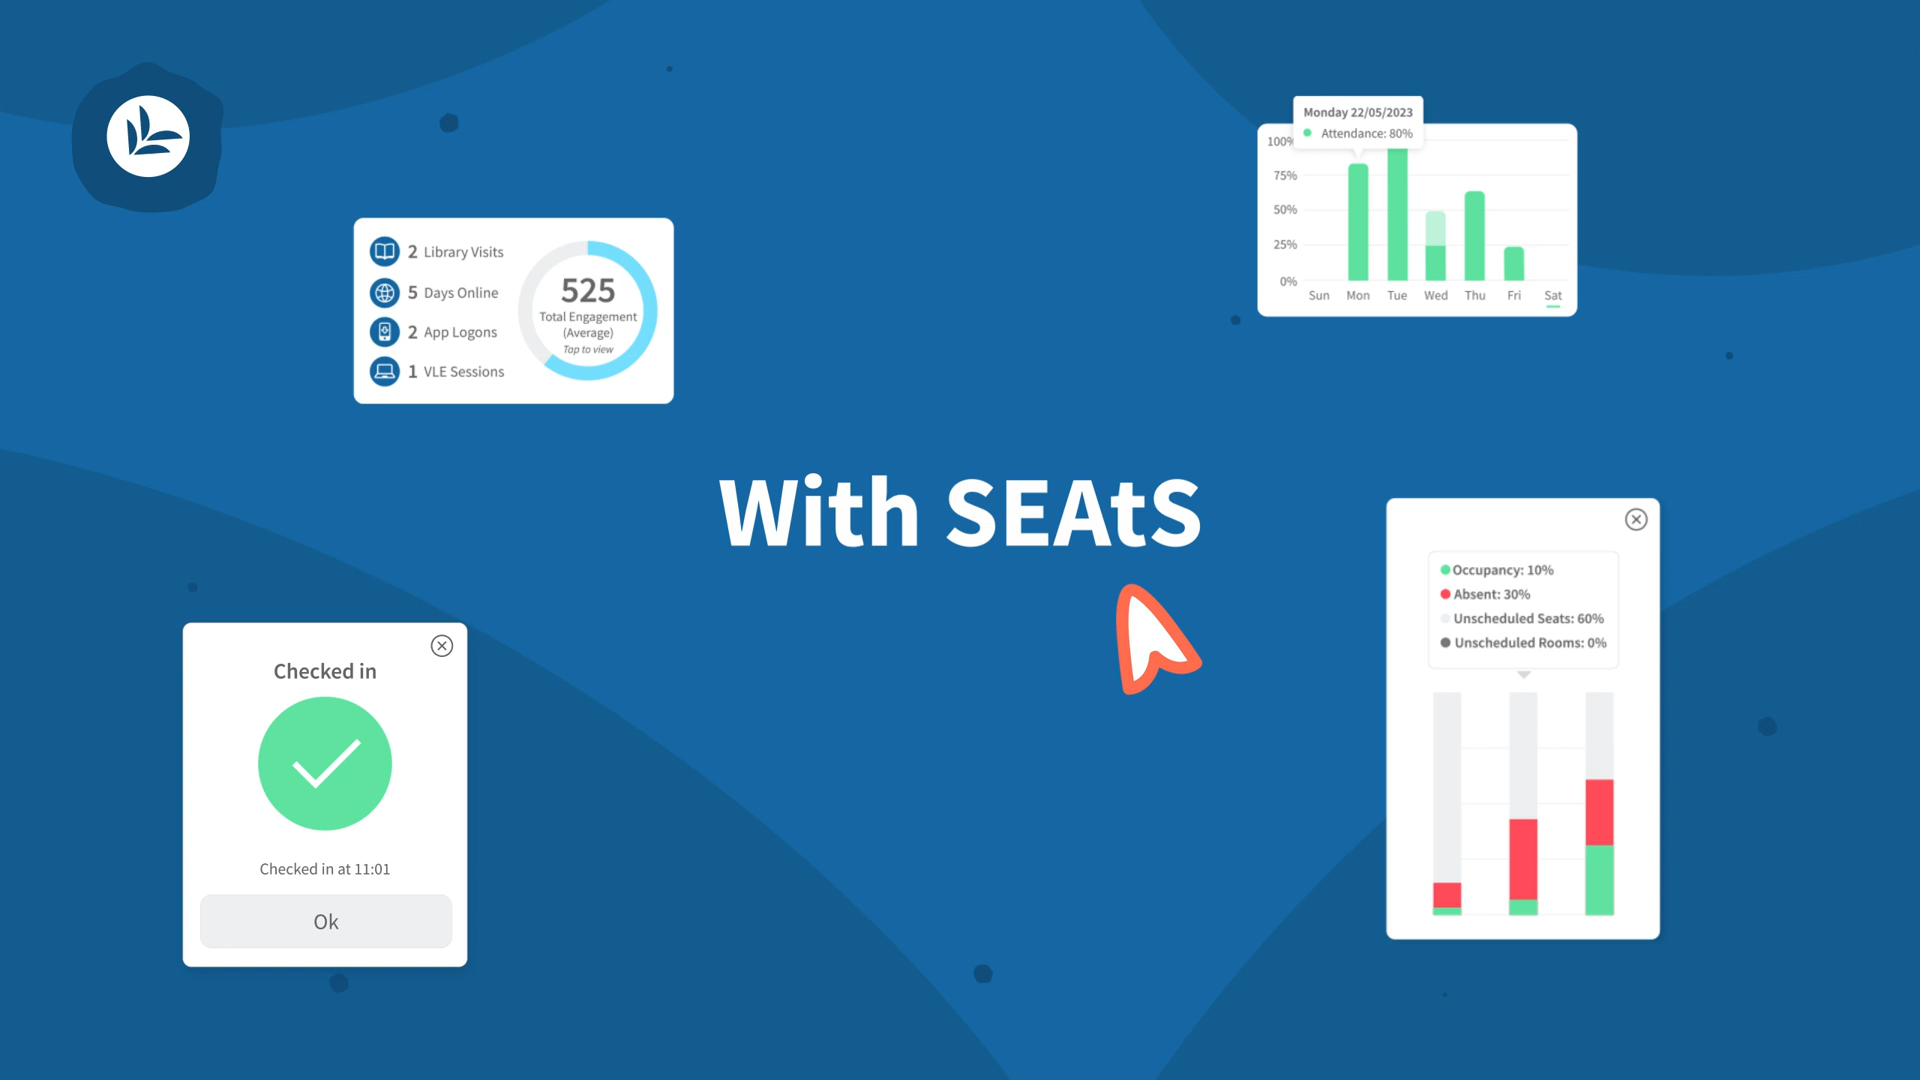 Monday 22/05/2023
Attendance: 80%
100%
75%
50%
25%
0%
Sun Mon Tue Wed Thu Fri Sat
2 Library Visits
5 Days Online
2 App Logons
1 VLE Sessions
525
Total Engagement
(Average)
Tap to view
With SEAtS
Occupancy: 10%
Absent: 30%
Unscheduled Seats: 60%
Unscheduled Rooms: 0%
Checked in
Checked in at 11:01
Ok